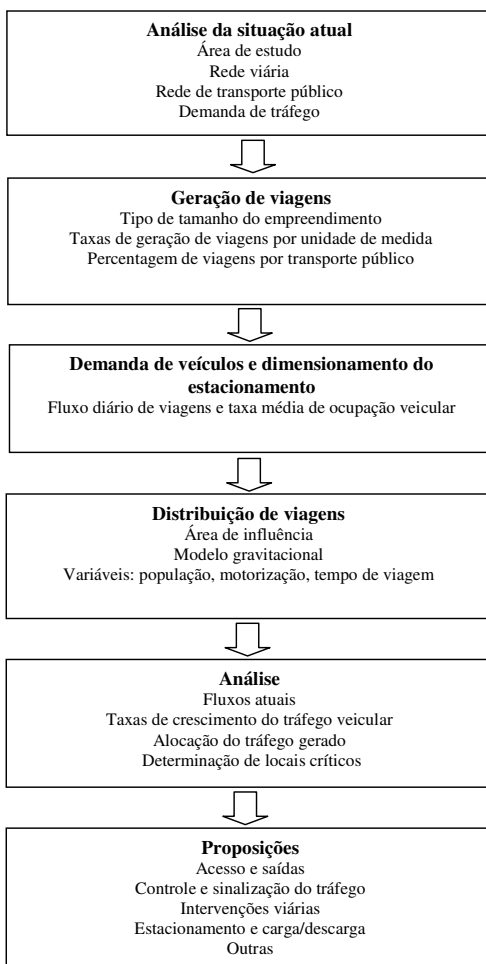 Análise da situação atual
Área de estudo
Rede viária
Rede de transporte público
Demanda de tráfego
Geração de viagens
Tipo de tamanho do empreendimento
Taxas de geração de viagens por unidade de medida
Percentagem de viagens por transporte público
Demanda de veículos e dimensionamento do
estacionamento
Fluxo diário de viagens e taxa média de ocupação veicular
Distribuição de viagens
Área de influência
Modelo gravitacional
Variáveis: população, motorização, tempo de viagem
Análise
Fluxos atuais
Taxas de crescimento do tráfego veicular
Alocação do tráfego gerado
Determinação de locais críticos
Proposições
Acesso e saídas
Controle e sinalização do tráfego
Intervenções viárias
Estacionamento e carga/descarga
Outras